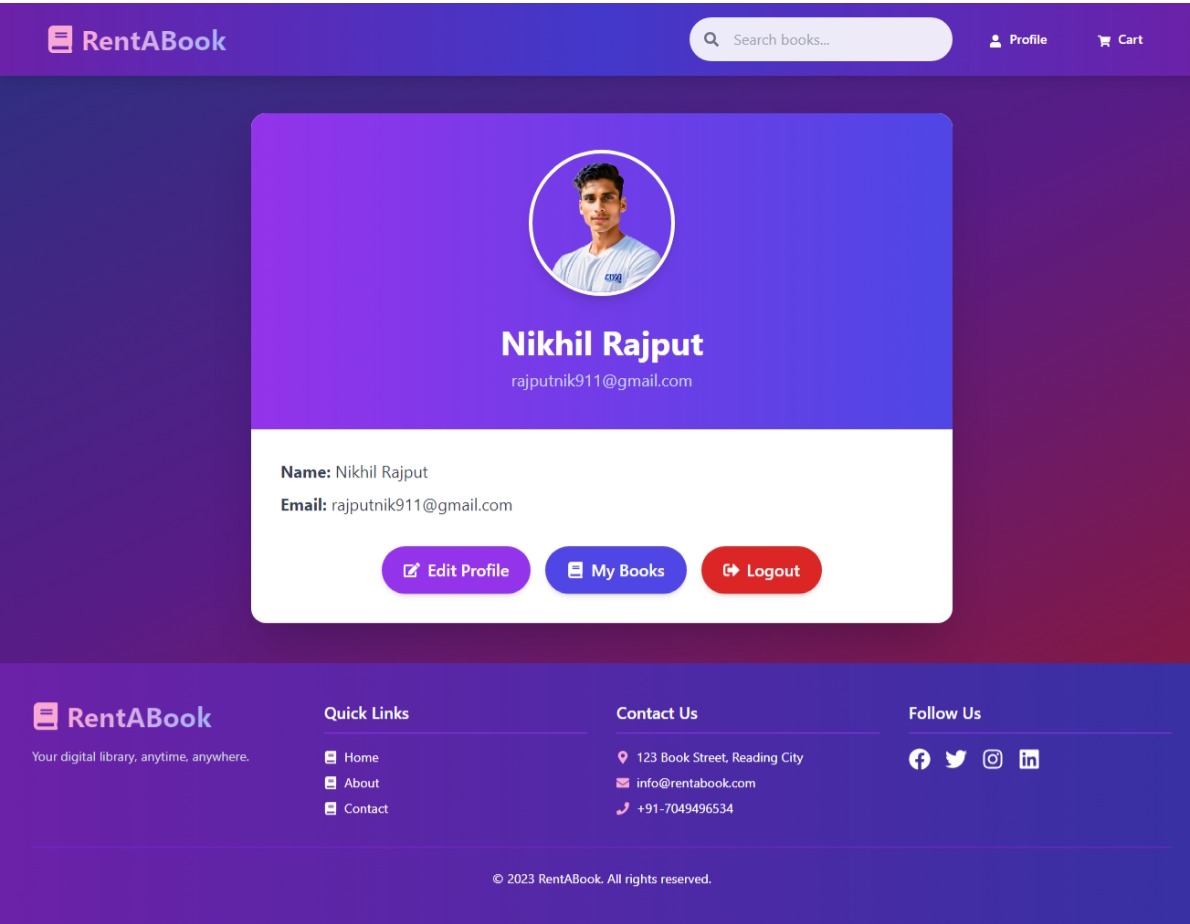 RentABook
Search books...
Profile
Cart
Nikhil Rajput
rajputnik911@gmail.com
Name: Nikhil Rajput
Email: rajputnik911@gmail.com
Edit Profile
My Books
Logout
RentABook
Your digital library, anytime, anywhere.
Quick Links
Home
About
Contact
Contact Us
123 Book Street, Reading City
info@rentabook.com
+91-7049496534
Follow Us
© 2023 RentABook. All rights reserved.